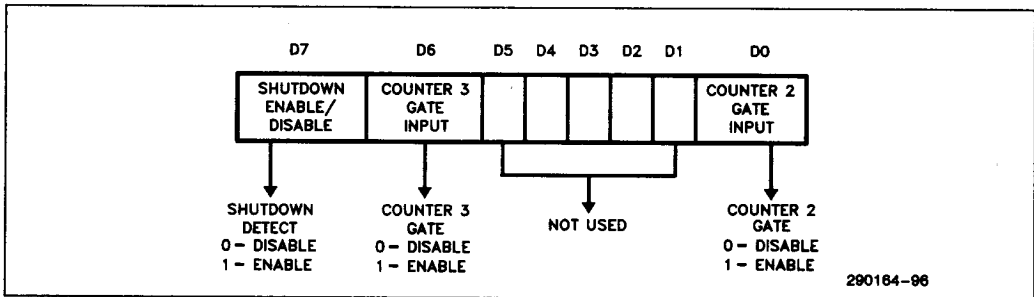 D7 D6 D5 D4 D3 D2 D1 D0
SHUTDOWN
ENABLE/
DISABLE
COUNTER 3
GATE
INPUT
COUNTER 2
GATE
INPUT
SHUTDOWN
DETECT
0 – DISABLE
1 – ENABLE
COUNTER 3
GATE
0 – DISABLE
1 – ENABLE
NOT USED
COUNTER 2
GATE
0 – DISABLE
1 – ENABLE
290164–96